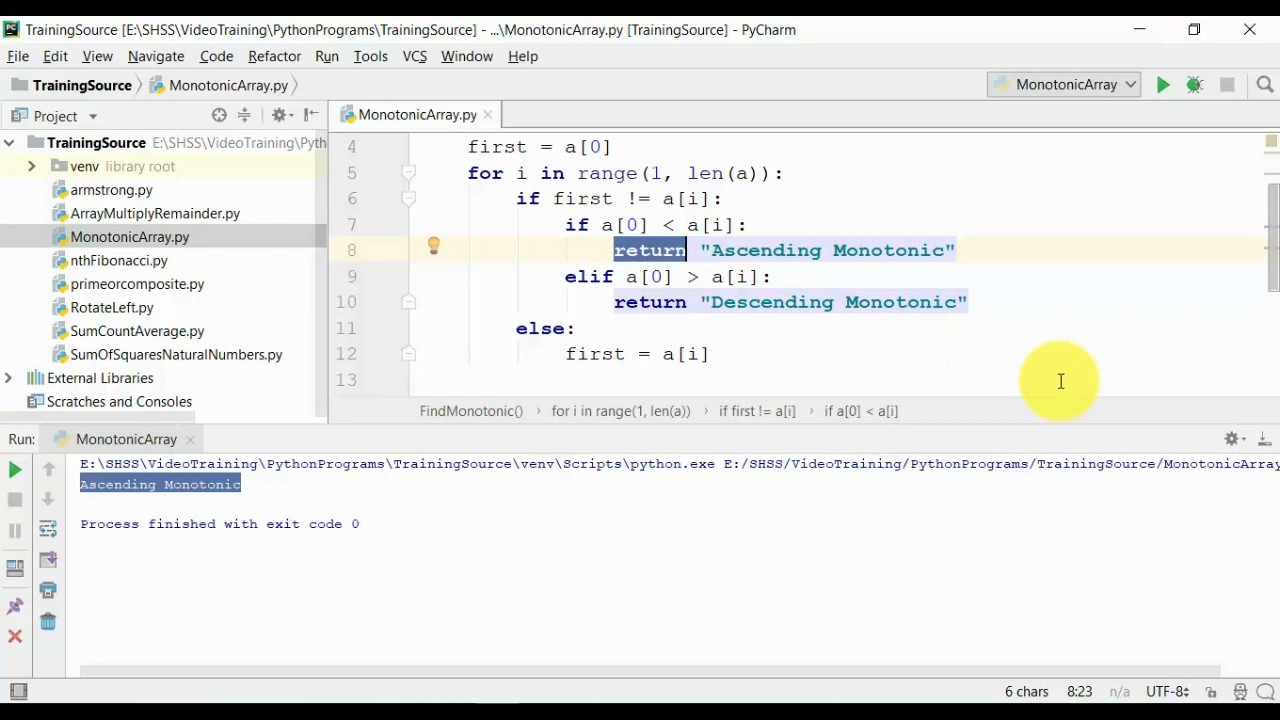 TrainingSource [E:\SHSS\VideoTraining\PythonPrograms\TrainingSource] - ...\MonotonicArray.py [TrainingSource] - PyCharm
File Edit View Navigate Code Refactor Run Tools VCS Window Help
TrainingSource MonotonicArray.py MonotonicArray
Project
MonotonicArray.py
TrainingSource E:\SHSS\VideoTraining\Pyth
venv library root
armstrong.py
ArrayMultiplyRemainder.py
MonotonicArray.py
nthFibonacci.py
primeorcomposite.py
RotateLeft.py
SumCountAverage.py
SumOfSquaresNaturalNumbers.py
External Libraries
Scratches and Consoles
4 first = a[0]
5 for i in range(1, len(a)):
6 if first != a[i]:
7 if a[0] < a[i]:
8 return "Ascending Monotonic"
9 elif a[0] > a[i]:
10 return "Descending Monotonic"
11 else:
12 first = a[i]
13
FindMonotonic() for i in range(1, len(a)) if first != a[i] if a[0] < a[i]
Run: MonotonicArray
E:\SHSS\VideoTraining\PythonPrograms\TrainingSource\venv\Scripts\python.exe E:/SHSS/VideoTraining/PythonPrograms/TrainingSource/MonotonicArray
Ascending Monotonic
Process finished with exit code 0
6 chars 8:23 n/a UTF-8